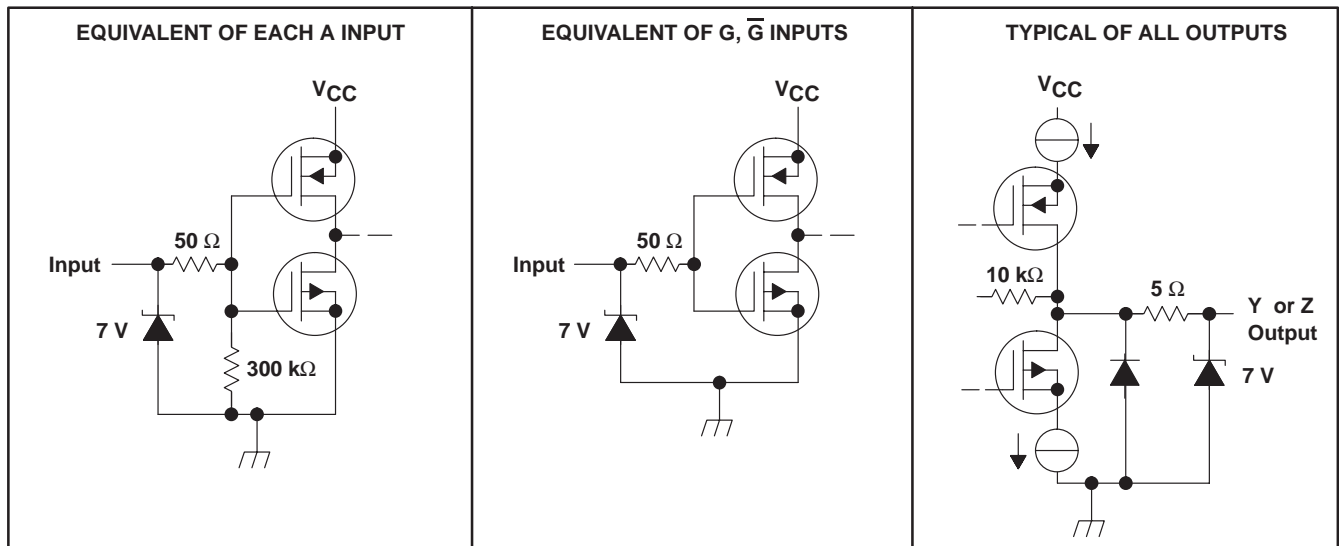 EQUIVALENT OF EACH A INPUT
VCC
50 Ω
Input
7 V
300 kΩ
EQUIVALENT OF G, G̅ INPUTS
VCC
50 Ω
Input
7 V
TYPICAL OF ALL OUTPUTS
VCC
10 kΩ
5 Ω
Y or Z
Output
7 V